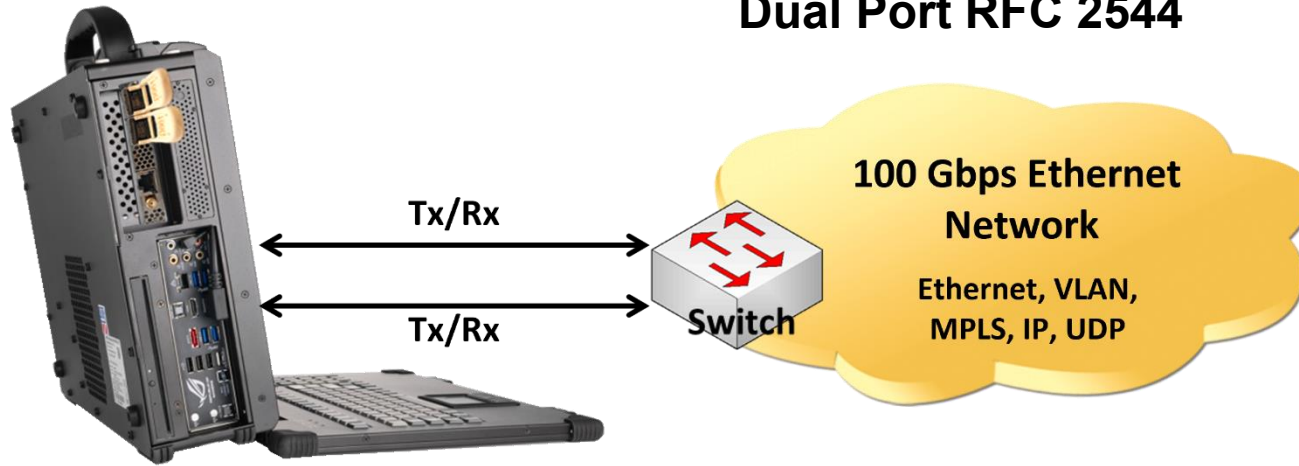 Dual Port RFC 2544
100 Gbps Ethernet
Network
Ethernet, VLAN,
MPLS, IP, UDP
Tx/Rx
Tx/Rx
Switch